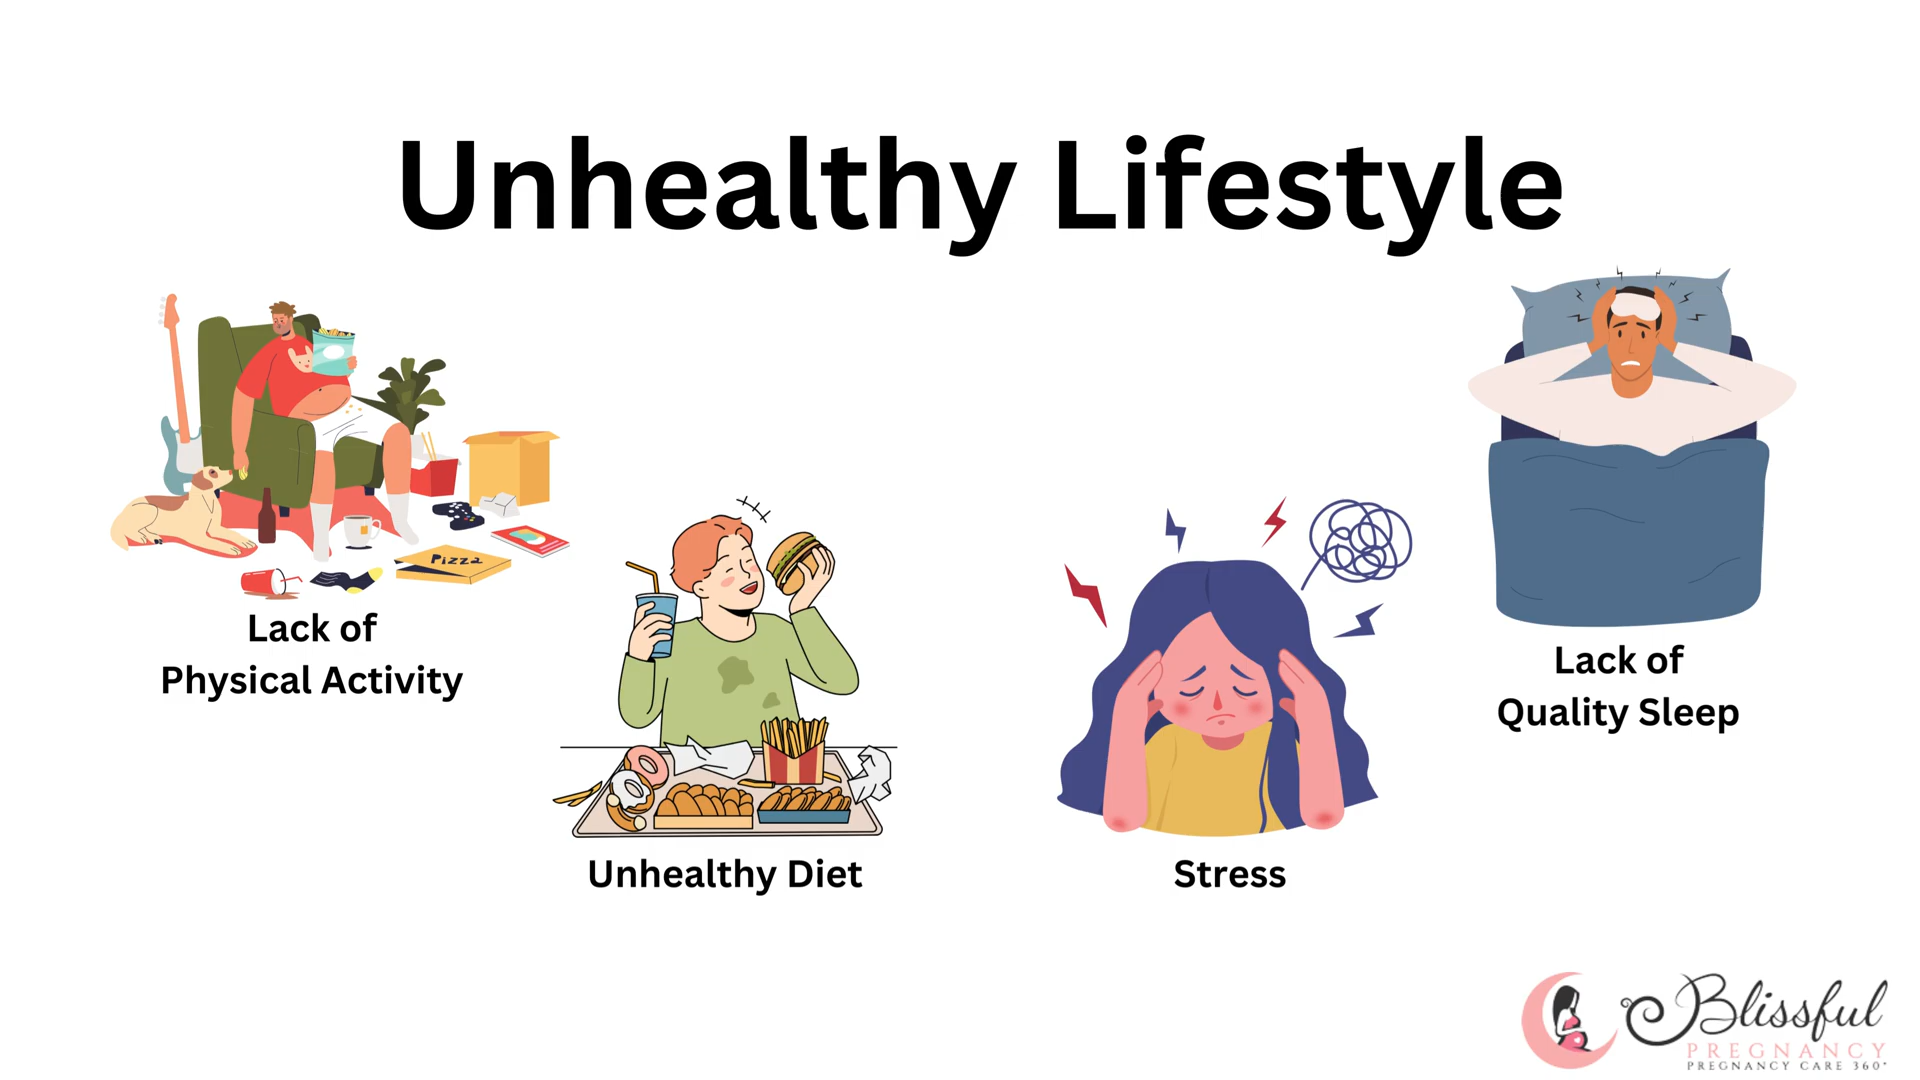 Unhealthy Lifestyle
Pizza
Lack of
Physical Activity
Unhealthy Diet
Stress
Lack of
Quality Sleep
Blissful
PREGNANCY
PREGNANCY CARE 360°